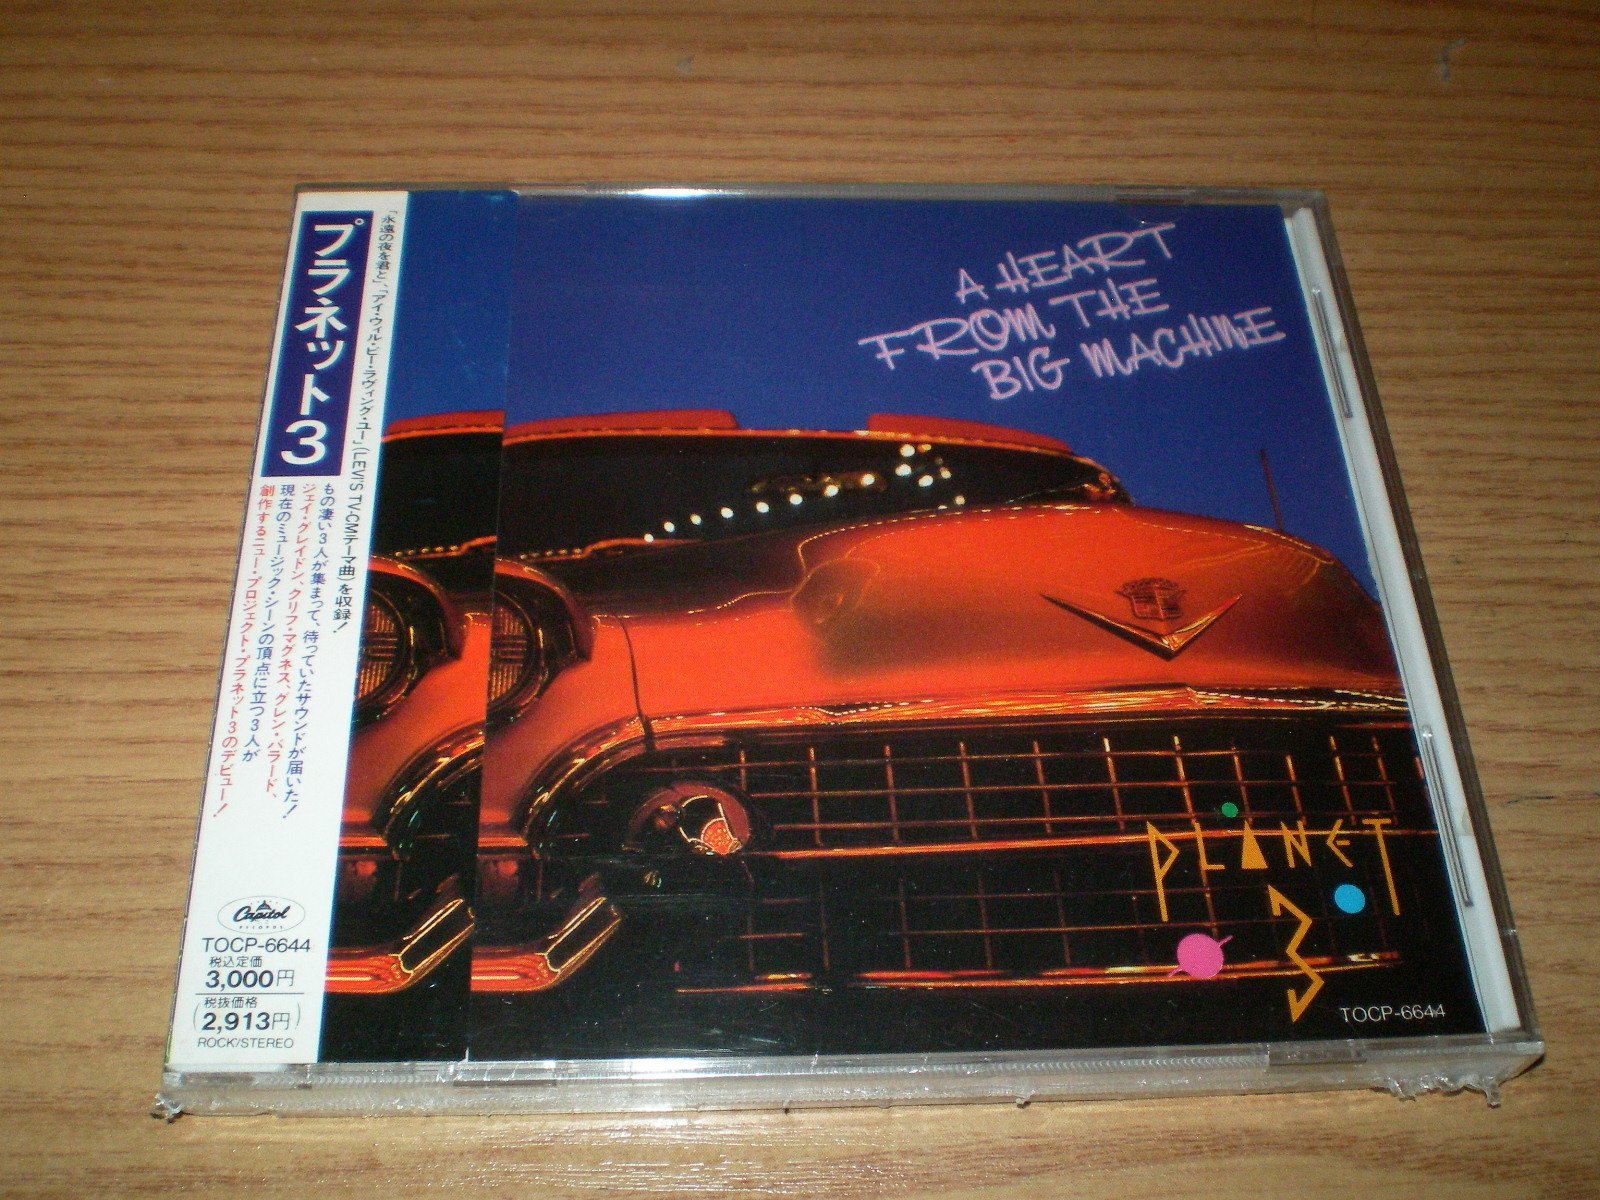 プラネット3
「永遠の夜を君と」、「アイ・ウィル・ビー・ラヴィング・ユー」(LEVI'S TV-CMテーマ曲)を収録!
もの凄い3人が集まって、待っていたサウンドが届いた!
ジェイ・グレイドン、クリフ・マグネス、グレン・バラード、
現在のミュージック・シーンの頂点に立つ3人が
創作するニュー・プロジェクト・プラネット3のデビュー!
Capitol
RECORDS
TOCP-6644
税込定価
3,000円
(税抜価格
2,913円)
ROCK/STEREO
A HEART
FROM THE
BIG MACHINE
PLANET
3
TOCP-6644